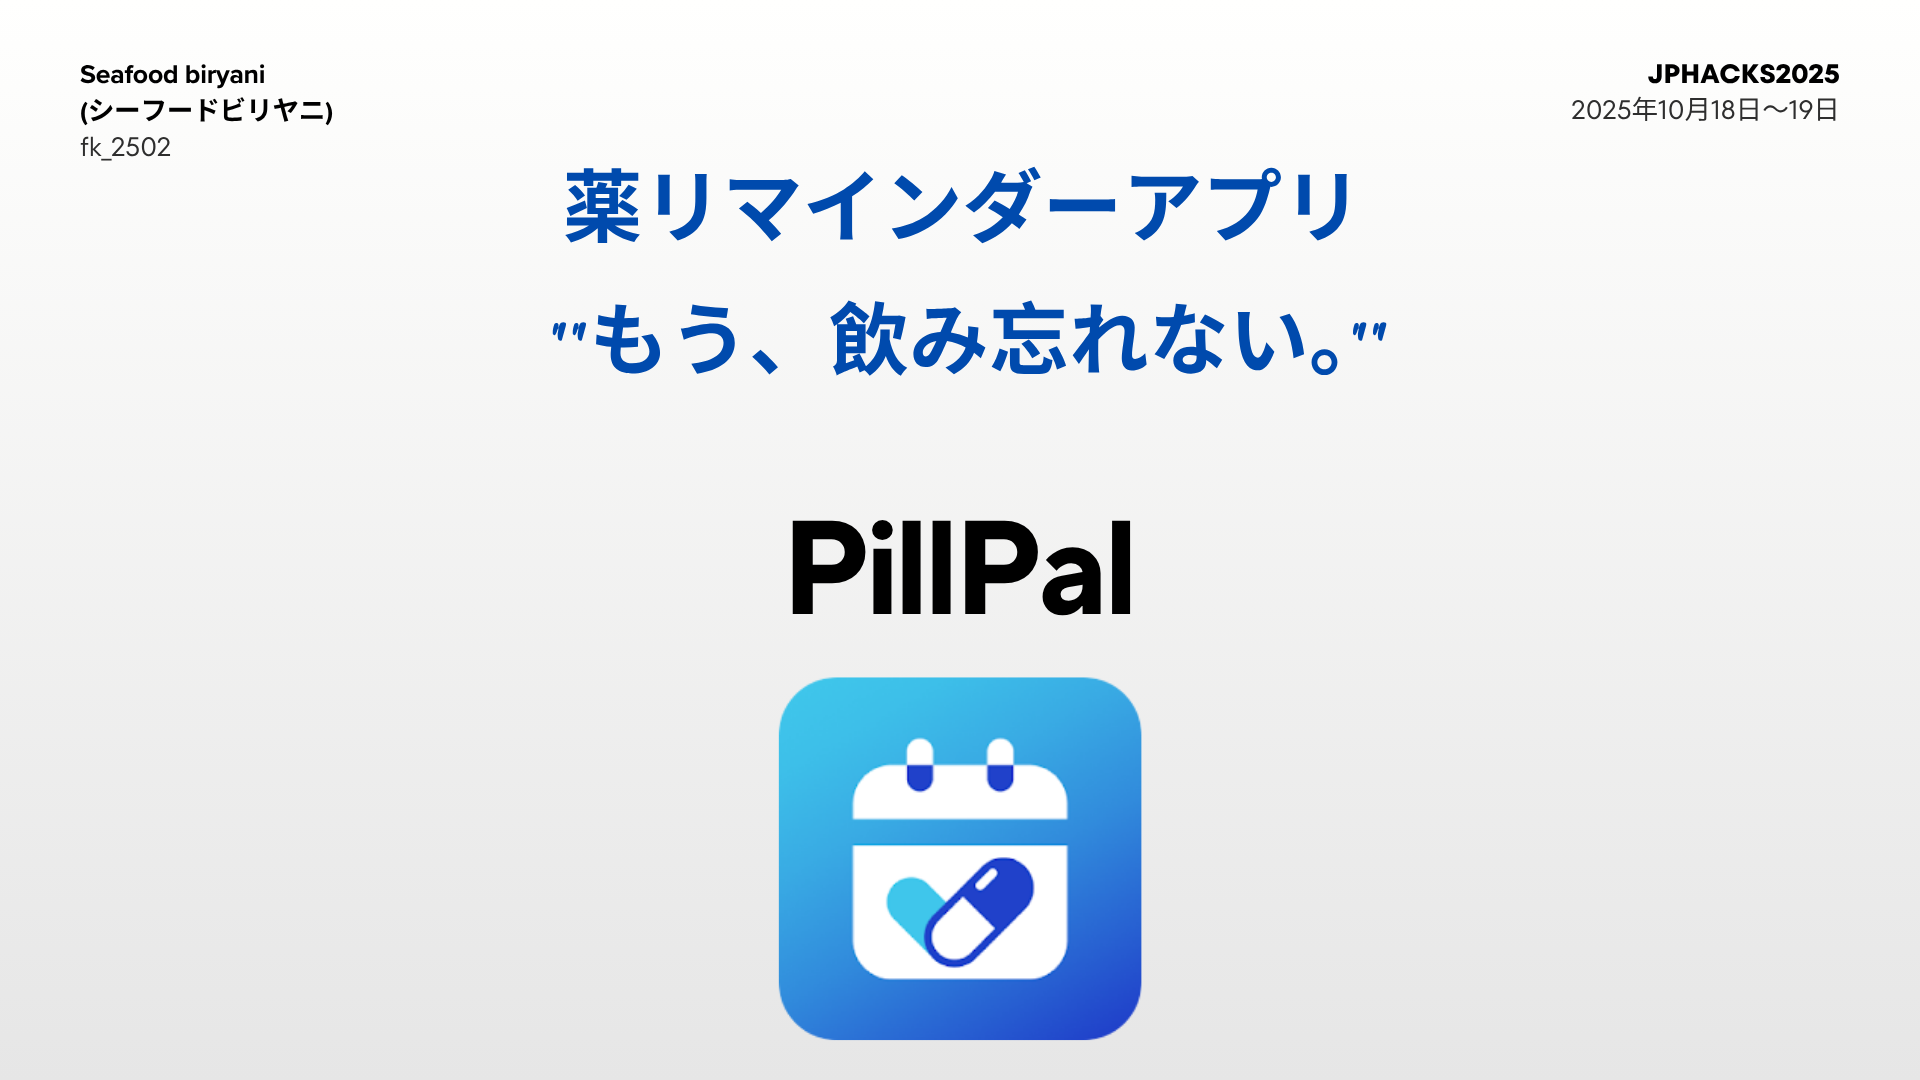 Seafood biryani
(シーフードビリヤニ)
fk_2502
JPHACKS2025
2025年10月18日〜19日
薬リマインダーアプリ
""もう、飲み忘れない。""
PillPal